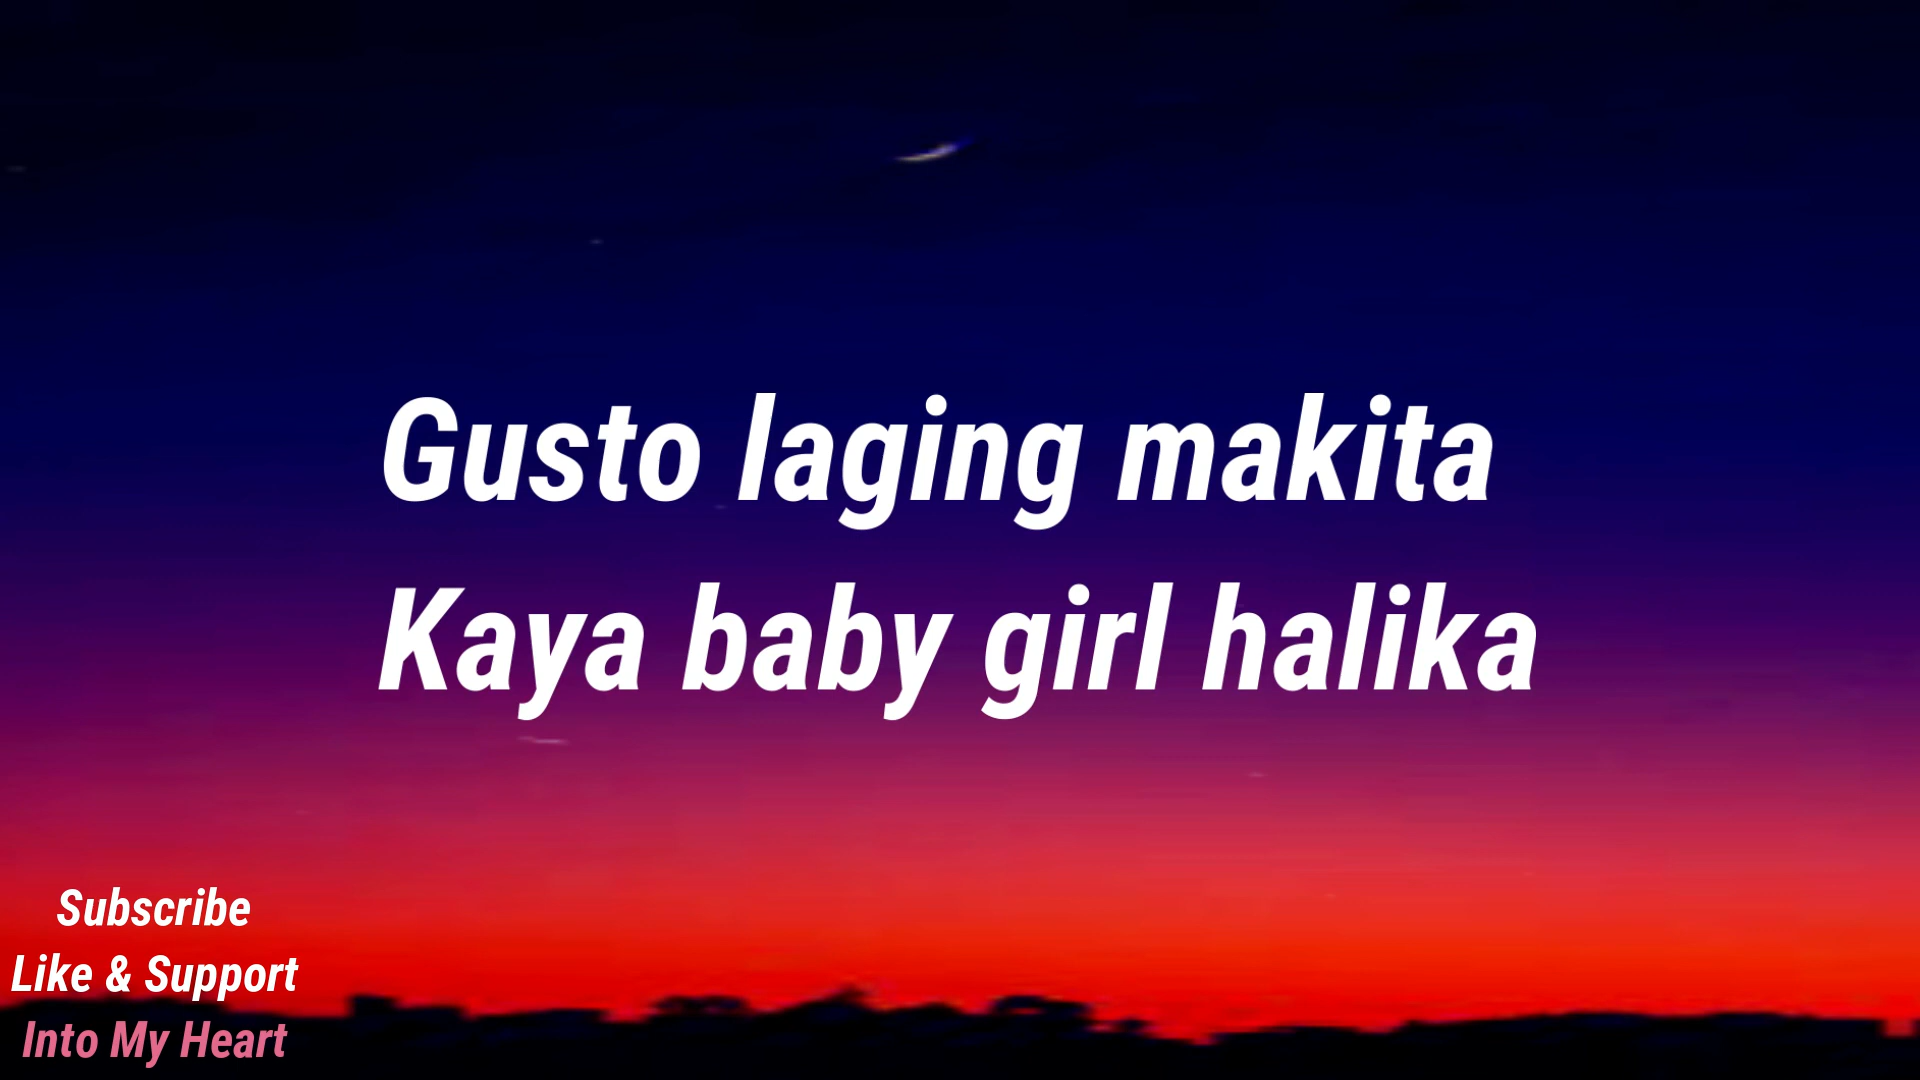 Gusto laging makita
Kaya baby girl halika
Subscribe
Like & Support
Into My Heart